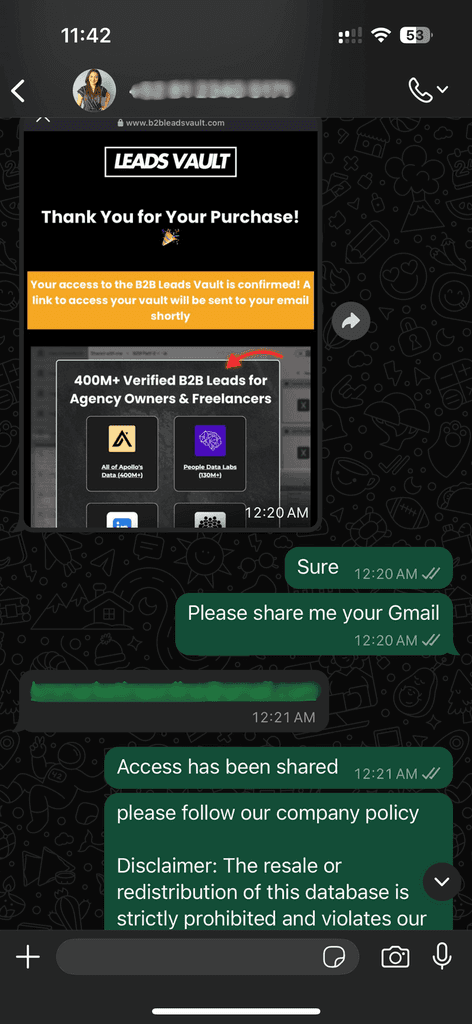 11:42
53
www.b2bleadsvault.com
LEADS VAULT
Thank You for Your Purchase!
🎉
Your access to the B2B Leads Vault is confirmed! A
link to access your vault will be sent to your email
shortly
400M+ Verified B2B Leads for
Agency Owners & Freelancers
All of Apollo's
Data (400M+)
People Data Labs
(130M+)
in
12:20 AM
Sure
12:20 AM
Please share me your Gmail
12:20 AM
12:21 AM
Access has been shared
12:21 AM
please follow our company policy
Disclaimer: The resale or
redistribution of this database is
strictly prohibited and violates our